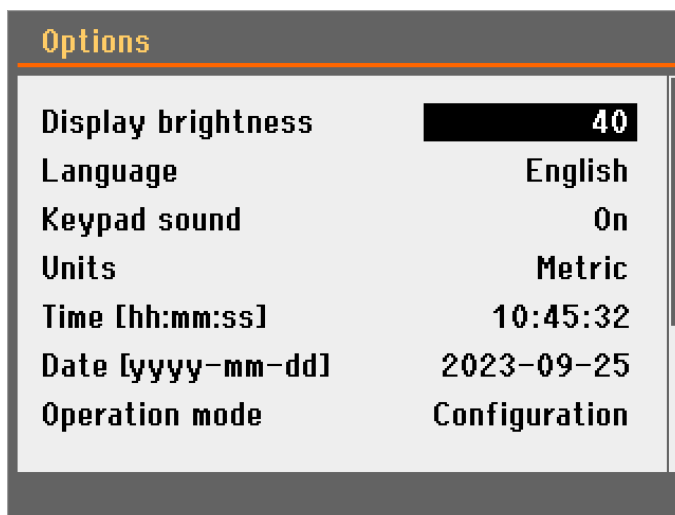 Options
Display brightness 40
Language English
Keypad sound On
Units Metric
Time [hh:mm:ss] 10:45:32
Date [yyyy-mm-dd] 2023-09-25
Operation mode Configuration